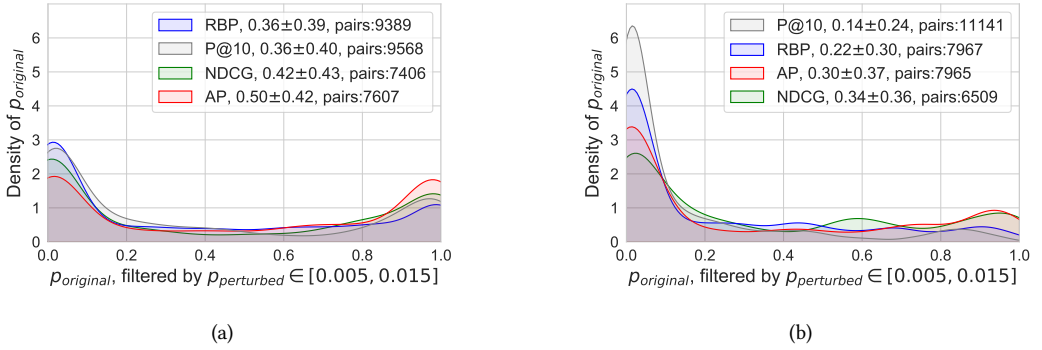 Density of p_original
6
5
4
3
2
1
0
RBP, 0.36±0.39, pairs:9389
P@10, 0.36±0.40, pairs:9568
NDCG, 0.42±0.43, pairs:7406
AP, 0.50±0.42, pairs:7607
0.0 0.2 0.4 0.6 0.8 1.0
p_original, filtered by p_perturbed ∈ [0.005, 0.015]
(a)
Density of p_original
6
5
4
3
2
1
0
P@10, 0.14±0.24, pairs:11141
RBP, 0.22±0.30, pairs:7967
AP, 0.30±0.37, pairs:7965
NDCG, 0.34±0.36, pairs:6509
0.0 0.2 0.4 0.6 0.8 1.0
p_original, filtered by p_perturbed ∈ [0.005, 0.015]
(b)